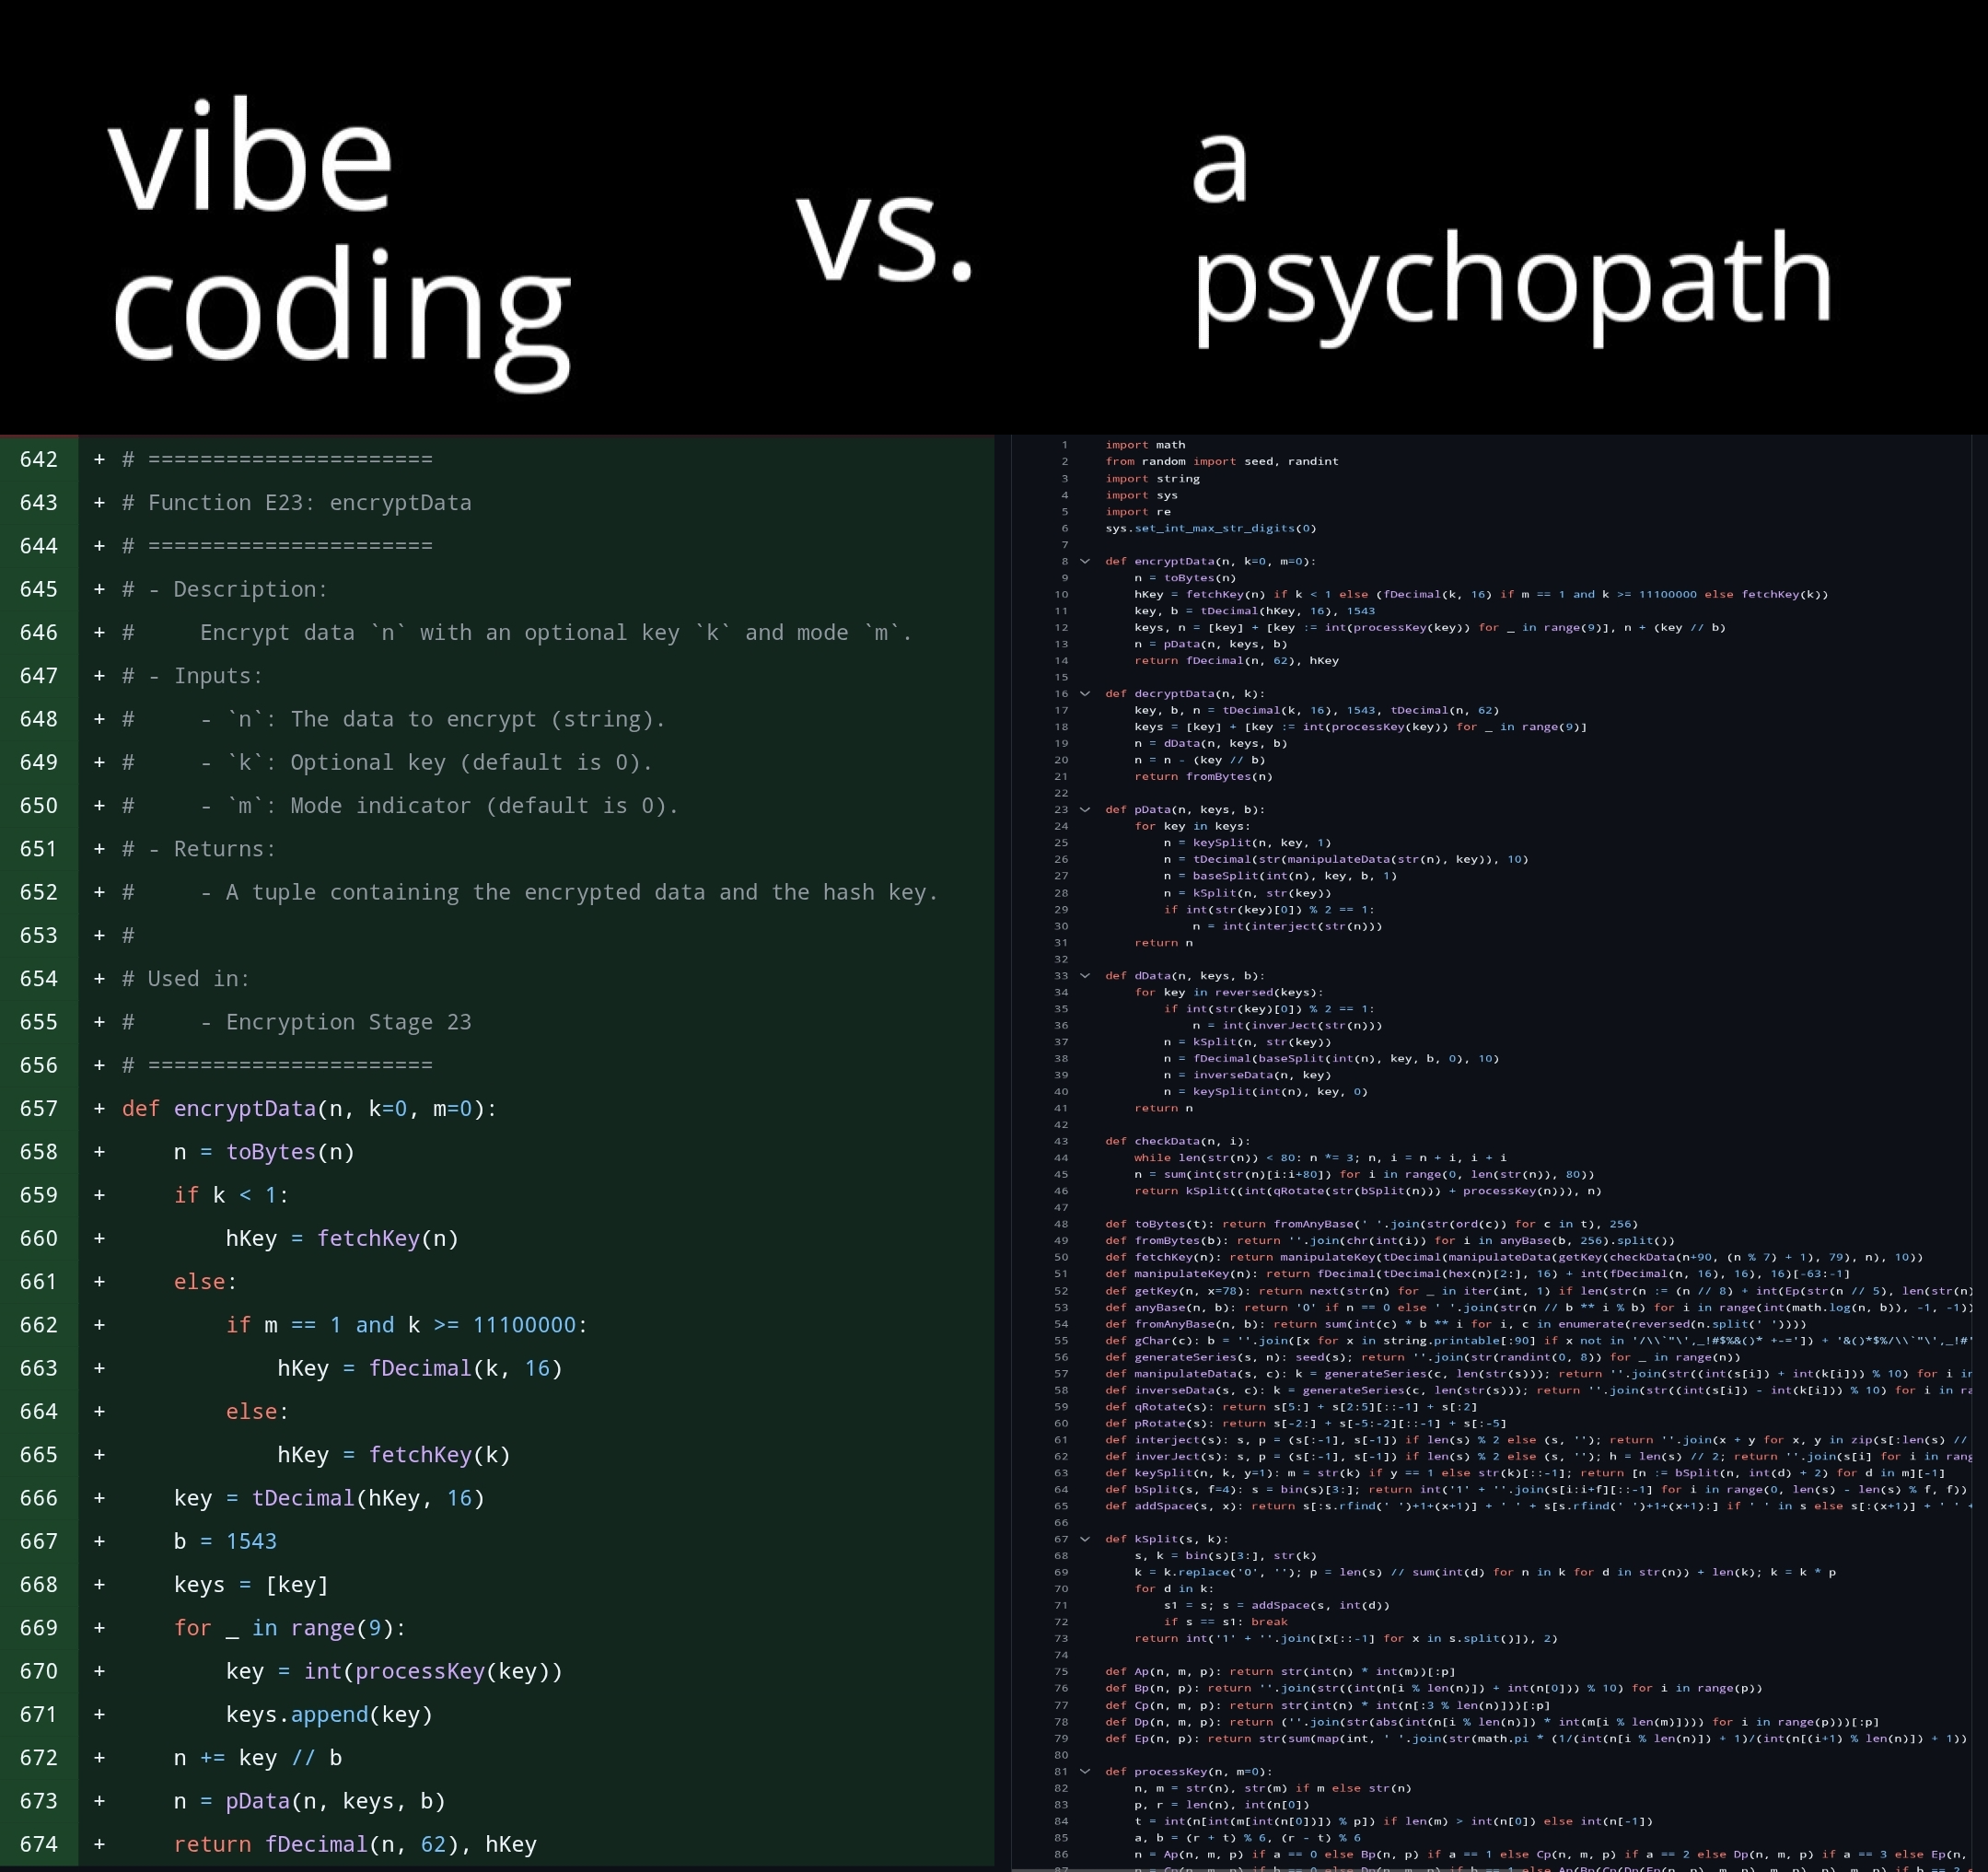 vibe
coding
vs.
a
psychopath
642 + # ======================
643 + # Function E23: encryptData
644 + # ======================
645 + # - Description:
646 + #     Encrypt data `n` with an optional key `k` and mode `m`.
647 + # - Inputs:
648 + #     - `n`: The data to encrypt (string).
649 + #     - `k`: Optional key (default is 0).
650 + #     - `m`: Mode indicator (default is 0).
651 + # - Returns:
652 + #     - A tuple containing the encrypted data and the hash key.
653 + #
654 + # Used in:
655 + #     - Encryption Stage 23
656 + # ======================
657 + def encryptData(n, k=0, m=0):
658 +     n = toBytes(n)
659 +     if k < 1:
660 +         hKey = fetchKey(n)
661 +     else:
662 +         if m == 1 and k >= 11100000:
663 +             hKey = fDecimal(k, 16)
664 +         else:
665 +             hKey = fetchKey(k)
666 +     key = tDecimal(hKey, 16)
667 +     b = 1543
668 +     keys = [key]
669 +     for _ in range(9):
670 +         key = int(processKey(key))
671 +         keys.append(key)
672 +     n += key // b
673 +     n = pData(n, keys, b)
674 +     return fDecimal(n, 62), hKey
1 import math
2 from random import seed, randint
3 import string
4 import sys
5 import re
6 sys.set_int_max_str_digits(0)
7
8 def encryptData(n, k=0, m=0):
9     n = toBytes(n)
10     hKey = fetchKey(n) if k < 1 else (fDecimal(k, 16) if m == 1 and k >= 11100000 else fetchKey(k))
11     key, b = tDecimal(hKey, 16), 1543
12     keys, n = [key] + [key := int(processKey(key)) for _ in range(9)], n + (key // b)
13     n = pData(n, keys, b)
14     return fDecimal(n, 62), hKey
15
16 def decryptData(n, k):
17     key, b, n = tDecimal(k, 16), 1543, tDecimal(n, 62)
18     keys = [key] + [key := int(processKey(key)) for _ in range(9)]
19     n = dData(n, keys, b)
20     n = n - (key // b)
21     return fromBytes(n)
22
23 def pData(n, keys, b):
24     for key in keys:
25         n = keySplit(n, key, 1)
26         n = tDecimal(str(manipulateData(str(n), key)), 10)
27         n = baseSplit(int(n), key, b, 1)
28         n = kSplit(n, str(key))
29         if int(str(key)[0]) % 2 == 1:
30             n = int(interject(str(n)))
31     return n
32
33 def dData(n, keys, b):
34     for key in reversed(keys):
35         if int(str(key)[0]) % 2 == 1:
36             n = int(inverJect(str(n)))
37         n = kSplit(n, str(key))
38         n = fDecimal(baseSplit(int(n), key, b, 0), 10)
39         n = inverseData(n, key)
40         n = keySplit(int(n), key, 0)
41     return n
42
43 def checkData(n, i):
44     while len(str(n)) < 80: n *= 3; n, i = n + i, i + i
45     n = sum(int(str(n)[i:i+80]) for i in range(0, len(str(n)), 80))
46     return kSplit((int(qRotate(str(bSplit(n))) + processKey(n))), n)
47
48 def toBytes(t): return fromAnyBase(' '.join(str(ord(c)) for c in t), 256)
49 def fromBytes(b): return ''.join(chr(int(i)) for i in anyBase(b, 256).split())
50 def fetchKey(n): return manipulateKey(tDecimal(manipulateData(getKey(checkData(n+90, (n % 7) + 1), 79), n), 10))
51 def manipulateKey(n): return fDecimal(tDecimal(hex(n)[2:], 16) + int(fDecimal(n, 16), 16), 16)[-63:-1]
52 def getKey(n, x=78): return next(str(n) for _ in iter(int, 1) if len(str(n := (n // 8) + int(Ep(str(n // 5), len(str(n)
53 def anyBase(n, b): return '0' if n == 0 else ' '.join(str(n // b ** i % b) for i in range(int(math.log(n, b)), -1, -1))
54 def fromAnyBase(n, b): return sum(int(c) * b ** i for i, c in enumerate(reversed(n.split(' '))))
55 def gChar(c): b = ''.join([x for x in string.printable[:90] if x not in '/\\`"\',_!#$%&()* +-=']) + '&()*$%/\\`"\',_!#'
56 def generateSeries(s, n): seed(s); return ''.join(str(randint(0, 8)) for _ in range(n))
57 def manipulateData(s, c): k = generateSeries(c, len(str(s))); return ''.join(str((int(s[i]) + int(k[i])) % 10) for i in
58 def inverseData(s, c): k = generateSeries(c, len(str(s))); return ''.join(str((int(s[i]) - int(k[i])) % 10) for i in ra
59 def qRotate(s): return s[5:] + s[2:5][::-1] + s[:2]
60 def pRotate(s): return s[-2:] + s[-5:-2][::-1] + s[:-5]
61 def interject(s): s, p = (s[:-1], s[-1]) if len(s) % 2 else (s, ''); return ''.join(x + y for x, y in zip(s[:len(s) //
62 def inverJect(s): s, p = (s[:-1], s[-1]) if len(s) % 2 else (s, ''); h = len(s) // 2; return ''.join(s[i] for i in rang
63 def keySplit(n, k, y=1): m = str(k) if y == 1 else str(k)[::-1]; return [n := bSplit(n, int(d) + 2) for d in m][-1]
64 def bSplit(s, f=4): s = bin(s)[3:]; return int('1' + ''.join(s[i:i+f][::-1] for i in range(0, len(s) - len(s) % f, f))
65 def addSpace(s, x): return s[:s.rfind(' ')+1+(x+1)] + ' ' + s[s.rfind(' ')+1+(x+1):] if ' ' in s else s[:(x+1)] + ' ' +
66
67 def kSplit(s, k):
68     s, k = bin(s)[3:], str(k)
69     k = k.replace('0', ''); p = len(s) // sum(int(d) for n in k for d in str(n)) + len(k); k = k * p
70     for d in k:
71         s1 = s; s = addSpace(s, int(d))
72         if s == s1: break
73     return int('1' + ''.join([x[::-1] for x in s.split()]), 2)
74
75 def Ap(n, m, p): return str(int(n) * int(m))[:p]
76 def Bp(n, p): return ''.join(str((int(n[i % len(n)]) + int(n[0])) % 10) for i in range(p))
77 def Cp(n, m, p): return str(int(n) * int(n[:3 % len(n)]))[:p]
78 def Dp(n, m, p): return (''.join(str(abs(int(n[i % len(n)]) * int(m[i % len(m)]))) for i in range(p)))[:p]
79 def Ep(n, p): return str(sum(map(int, ' '.join(str(math.pi * (1/(int(n[i % len(n)]) + 1)/(int(n[(i+1) % len(n)]) + 1))
80
81 def processKey(n, m=0):
82     n, m = str(n), str(m) if m else str(n)
83     p, r = len(n), int(n[0])
84     t = int(n[int(m[int(n[0])]) % p]) if len(m) > int(n[0]) else int(n[-1])
85     a, b = (r + t) % 6, (r - t) % 6
86     n = Ap(n, m, p) if a == 0 else Bp(n, p) if a == 1 else Cp(n, m, p) if a == 2 else Dp(n, m, p) if a == 3 else Ep(n,